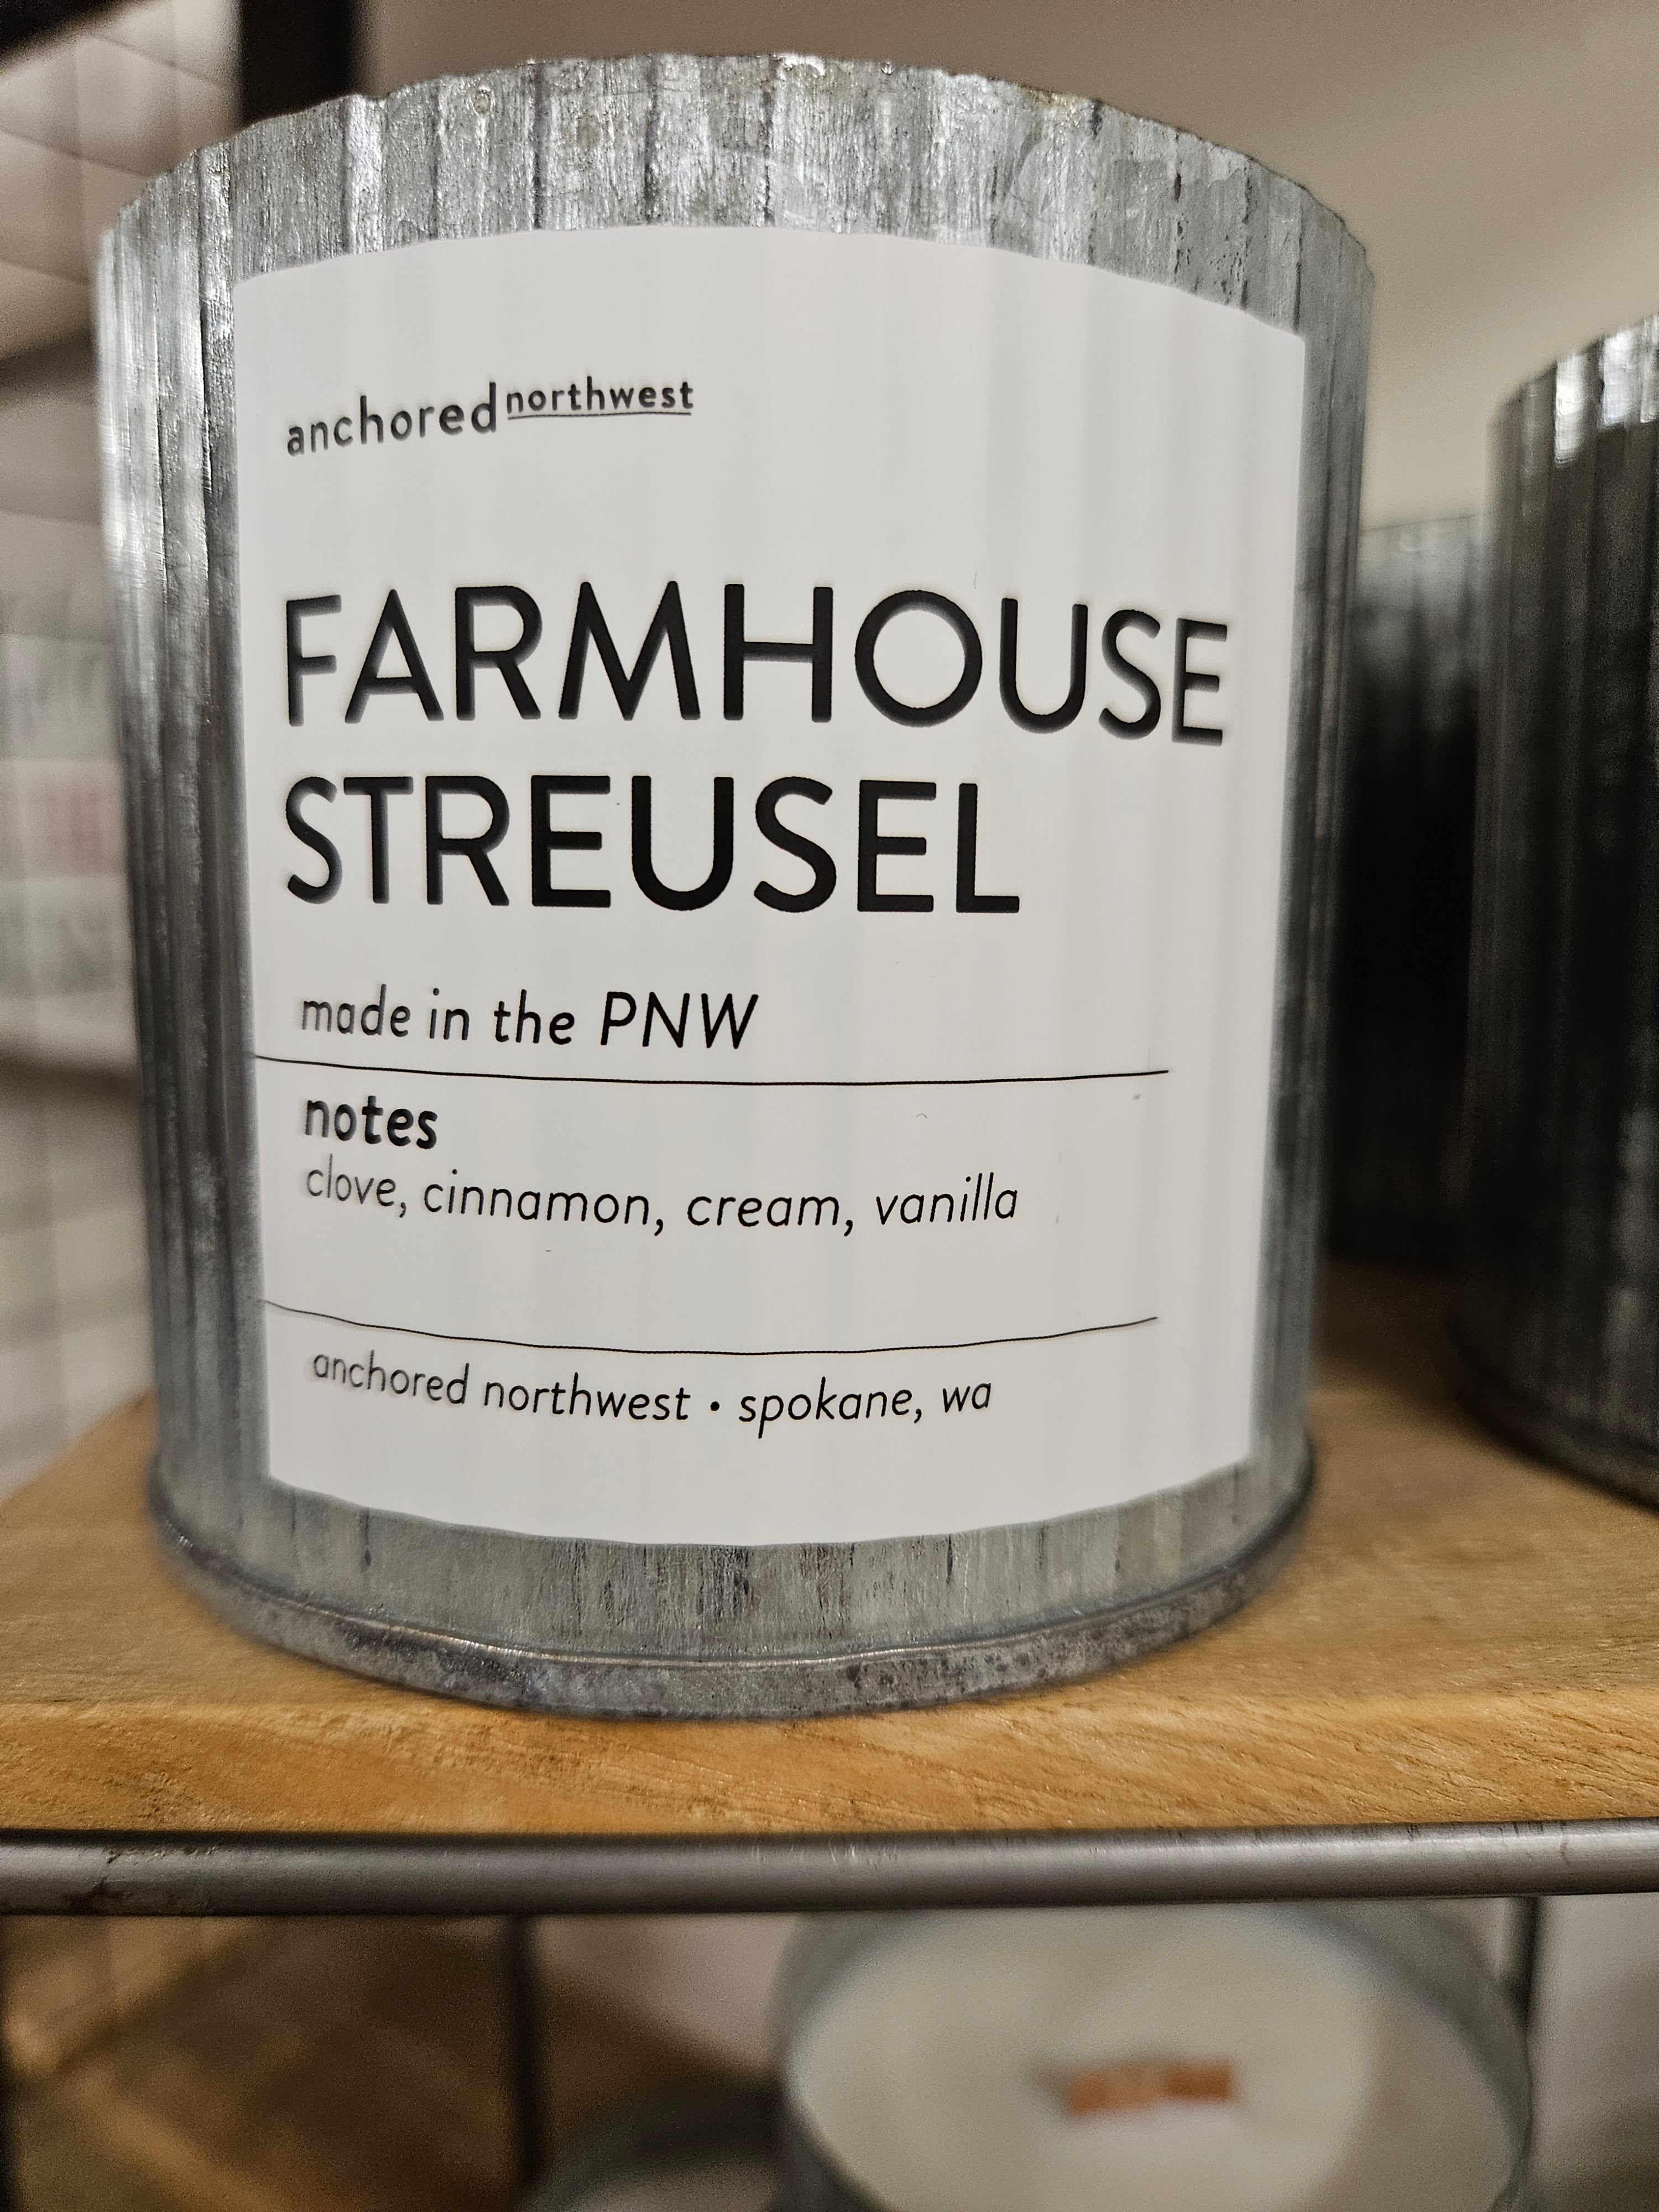 anchored northwest
FARMHOUSE
STREUSEL
made in the PNW
notes
clove, cinnamon, cream, vanilla
anchored northwest • spokane, wa